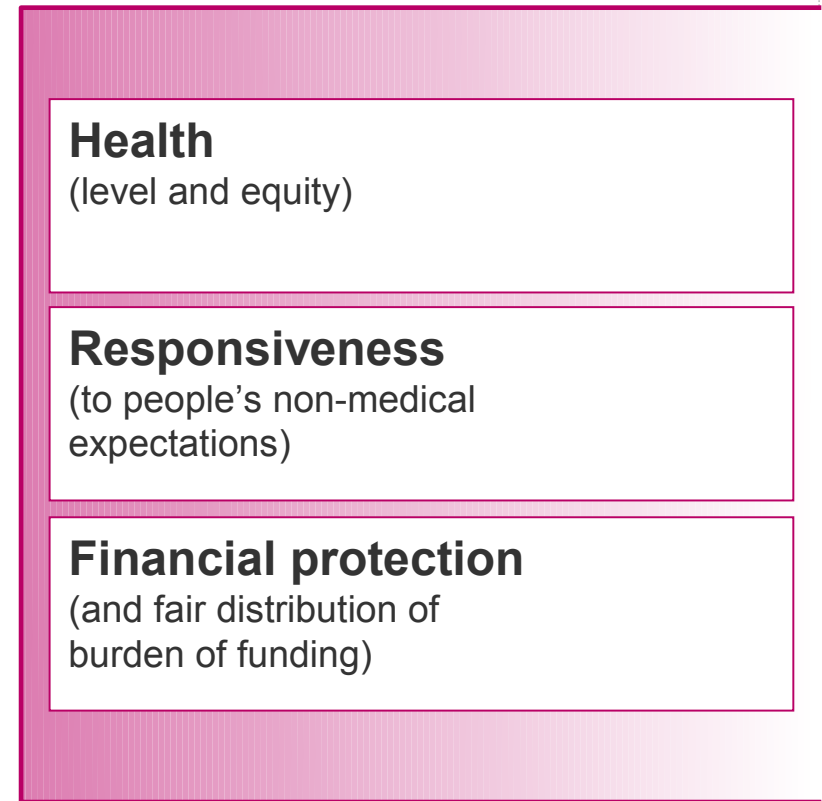 Health
(level and equity)
Responsiveness
(to people’s non-medical
expectations)
Financial protection
(and fair distribution of
burden of funding)